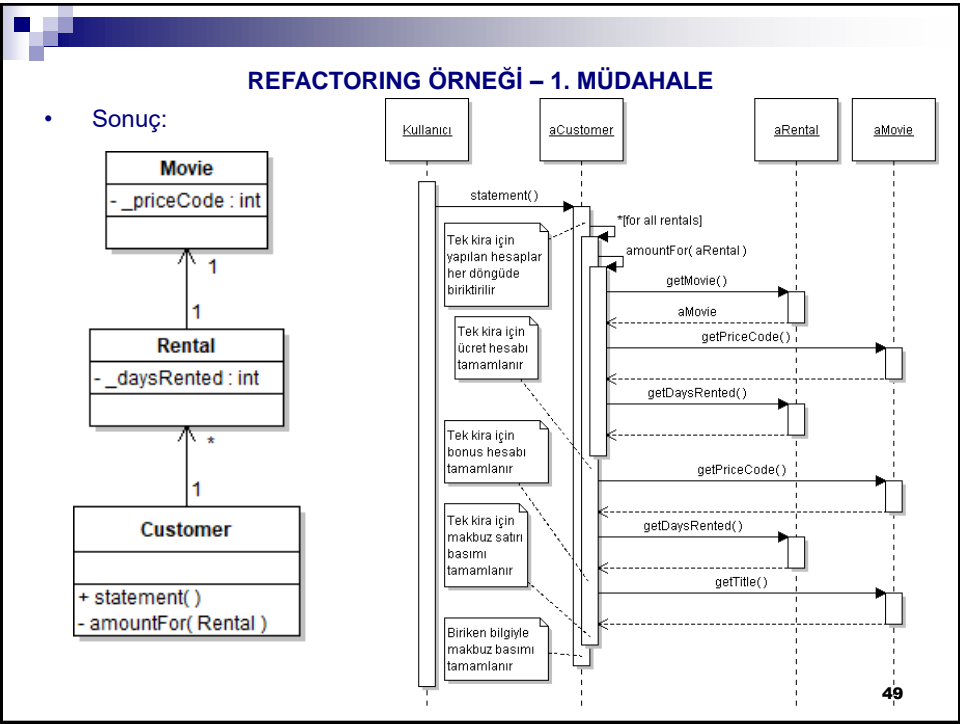 REFACTORING ÖRNEĞİ – 1. MÜDAHALE
• Sonuç:
Movie
- _priceCode : int
1
1
Rental
- _daysRented : int
*
1
Customer
+ statement( )
- amountFor( Rental )
Kullanıcı
aCustomer
aRental
aMovie
statement( )
*[for all rentals]
Tek kira için
yapılan hesaplar
her döngüde
biriktirilir
amountFor( aRental )
getMovie( )
aMovie
getPriceCode( )
Tek kira için
ücret hesabı
tamamlanır
getDaysRented( )
Tek kira için
bonus hesabı
tamamlanır
getPriceCode( )
Tek kira için
makbuz satırı
basımı
tamamlanır
getDaysRented( )
getTitle( )
Biriken bilgiyle
makbuz basımı
tamamlanır
49